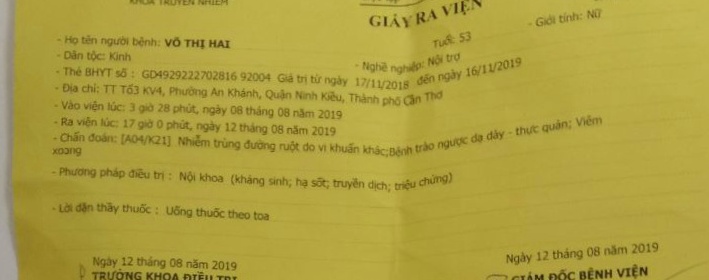 KHOA TRUYỀN NHIỄM
GIẤY RA VIỆN
- Họ tên người bệnh: VÕ THỊ HAI
Tuổi: 53
- Giới tính: Nữ
- Dân tộc: Kinh
- Nghề nghiệp: Nội trợ
- Thẻ BHYT số : GD4929222702816 92004 Giá trị từ ngày 17/11/2018 đến ngày 16/11/2019
- Địa chỉ: TT Tổ3 KV4, Phường An Khánh, Quận Ninh Kiều, Thành phố Cần Thơ
- Vào viện lúc: 3 giờ 28 phút, ngày 08 tháng 08 năm 2019
- Ra viện lúc: 17 giờ 0 phút, ngày 12 tháng 08 năm 2019
- Chẩn đoán: [A04/K21] Nhiễm trùng đường ruột do vi khuẩn khác;Bệnh trào ngược dạ dày - thực quản; Viêm
xoang
- Phương pháp điều trị : Nội khoa (kháng sinh; hạ sốt; truyền dịch; triệu chứng)
- Lời dặn thầy thuốc : Uống thuốc theo toa
Ngày 12 tháng 08 năm 2019
TRƯỞNG KHOA ĐIỀU TRỊ
Ngày 12 tháng 08 năm 2019
GIÁM ĐỐC BỆNH VIỆN